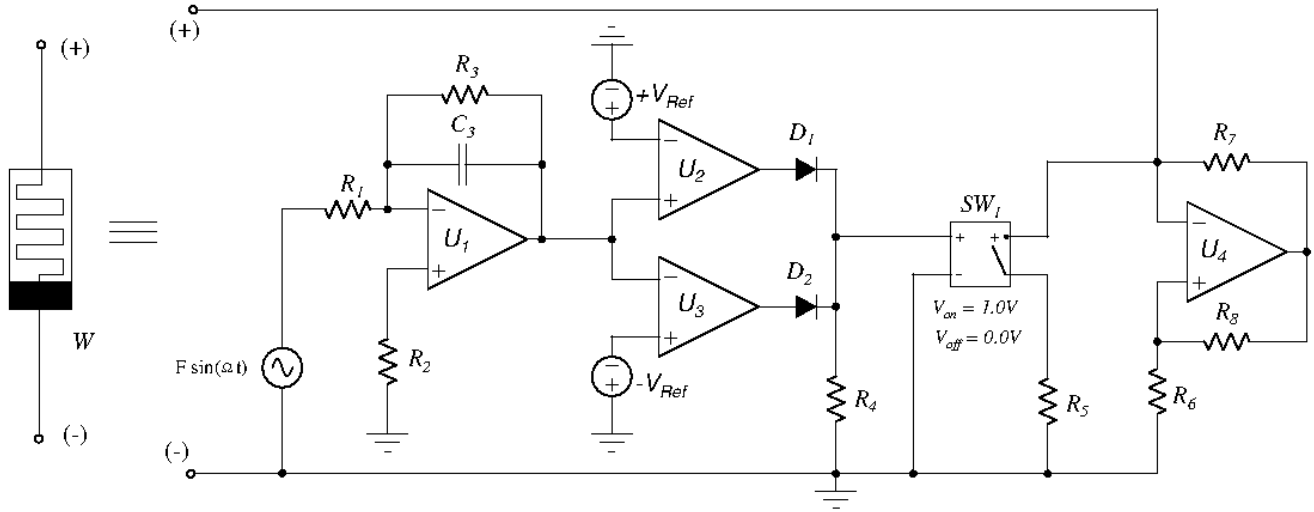 (+)
(-)
W
(+)
(-)
F sin(Ωt)
R1
R2
R3
C3
-
+
U1
-
+
+VRef
-
+
U2
-
+
U3
-
+
-VRef
D1
D2
R4
SW1
+
-
+
Von = 1.0V
Voff = 0.0V
R5
R6
R7
-
+
U4
R8